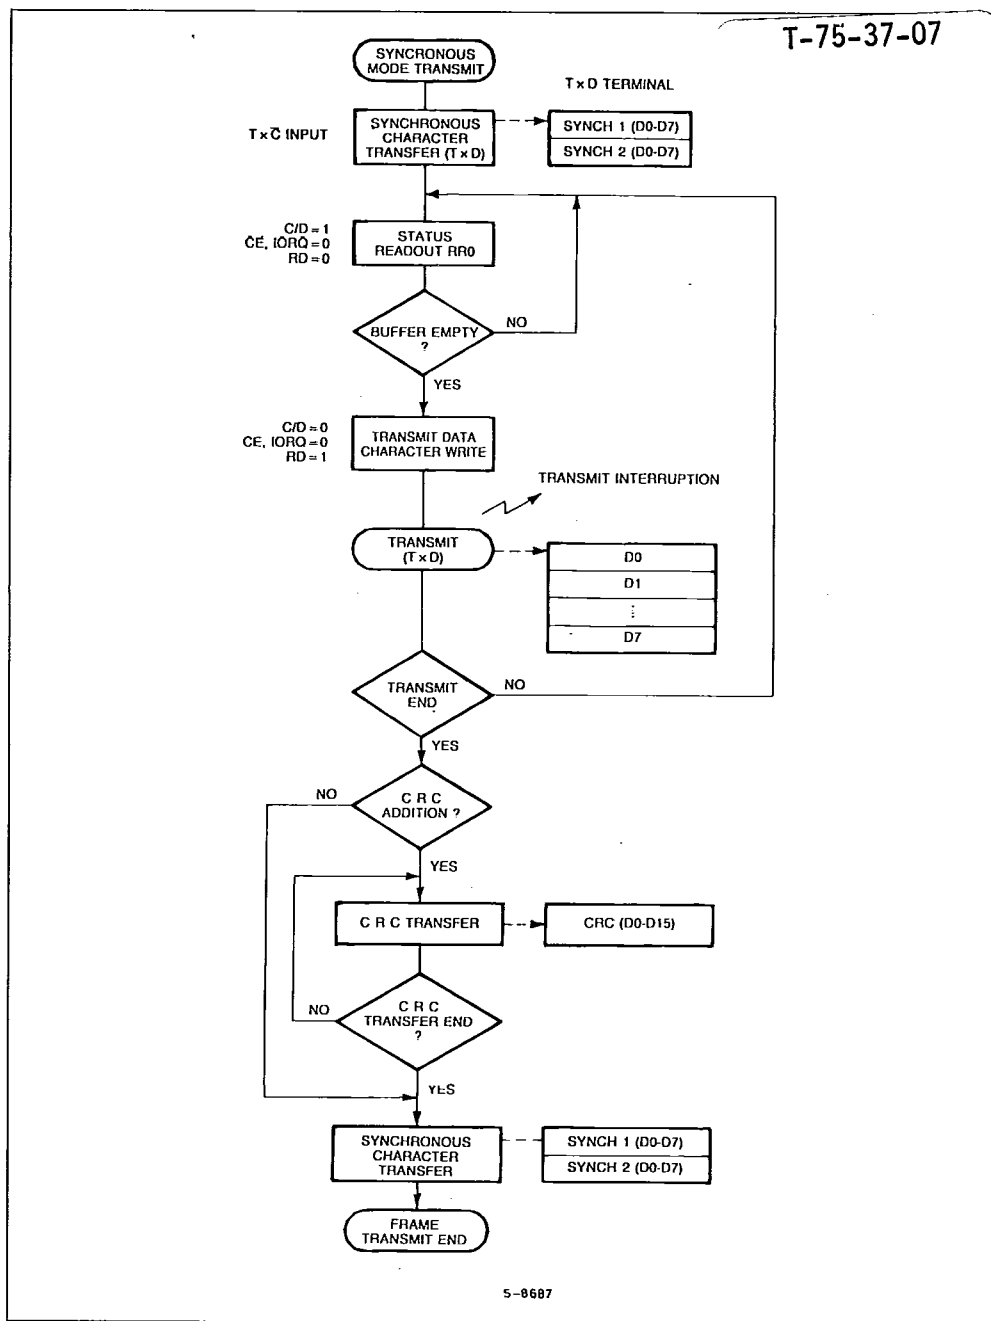 T-75-37-07
SYNCRONOUS
MODE TRANSMIT
T×D TERMINAL
T×C̅ INPUT
SYNCHRONOUS
CHARACTER
TRANSFER (T×D)
SYNCH 1 (D0-D7)
SYNCH 2 (D0-D7)
C/D = 1
CE, IORQ = 0
RD = 0
STATUS
READOUT RR0
BUFFER EMPTY
?
NO
YES
C/D = 0
CE, IORQ = 0
RD = 1
TRANSMIT DATA
CHARACTER WRITE
TRANSMIT INTERRUPTION
TRANSMIT
(T×D)
D0
D1
⋮
D7
TRANSMIT
END
NO
YES
C R C
ADDITION ?
NO
YES
C R C TRANSFER
CRC (D0-D15)
C R C
TRANSFER END
?
NO
YES
SYNCHRONOUS
CHARACTER
TRANSFER
SYNCH 1 (D0-D7)
SYNCH 2 (D0-D7)
FRAME
TRANSMIT END
5-8687